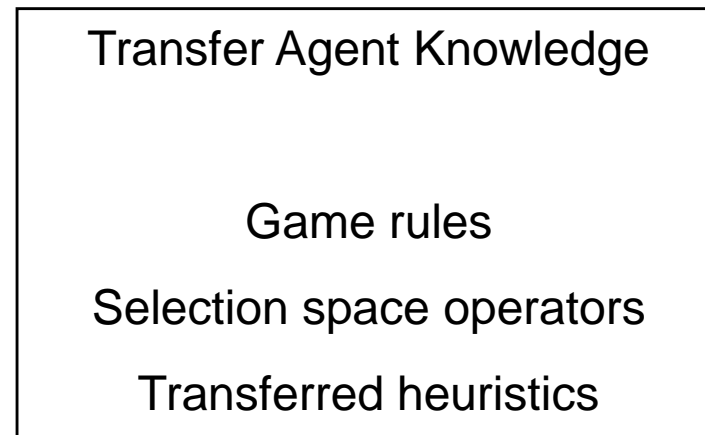 Transfer Agent Knowledge
Game rules
Selection space operators
Transferred heuristics